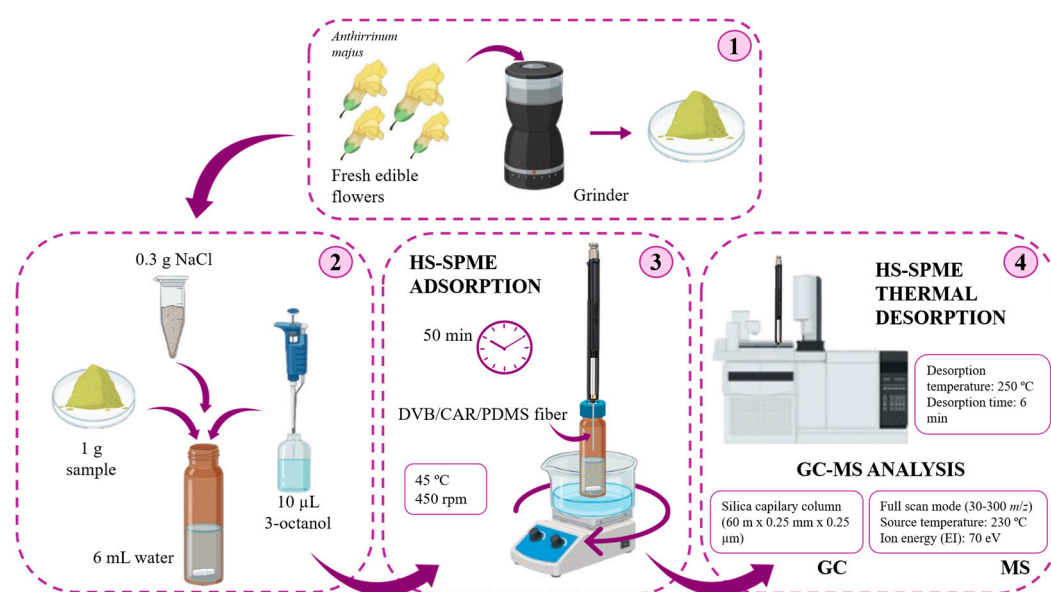 1
Anthirrinum
majus
Fresh edible
flowers
Grinder
2
0.3 g NaCl
1 g
sample
10 µL
3-octanol
6 mL water
3
HS-SPME
ADSORPTION
50 min
DVB/CAR/PDMS fiber
45 ºC
450 rpm
4
HS-SPME
THERMAL
DESORPTION
Desorption
temperature: 250 ºC
Desorption time: 6
min
GC-MS ANALYSIS
Silica capilary column
(60 m x 0.25 mm x 0.25
µm)
GC
Full scan mode (30-300 m/z)
Source temperature: 230 ºC
Ion energy (EI): 70 eV
MS